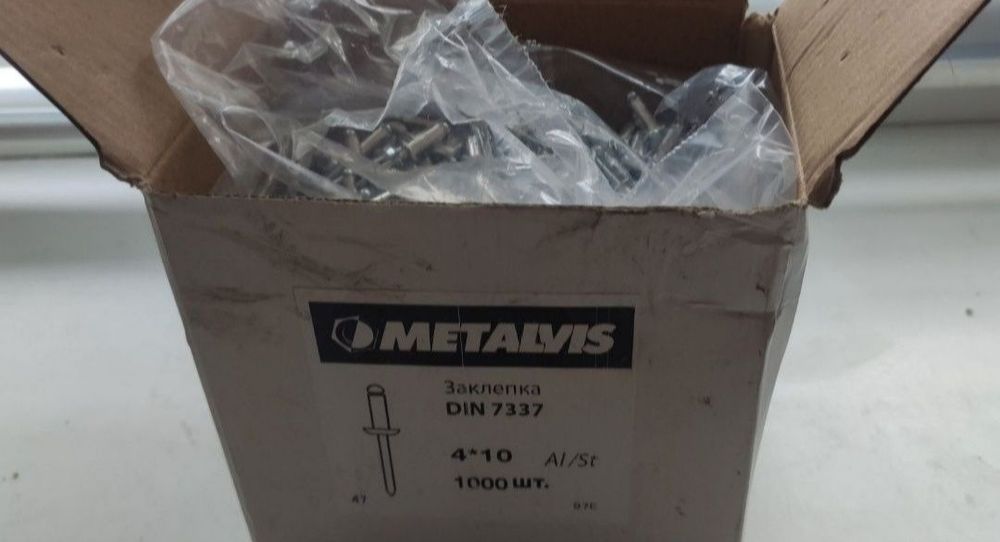 METALVIS
Заклепка
DIN 7337
4*10 Al/St
1000 шт.